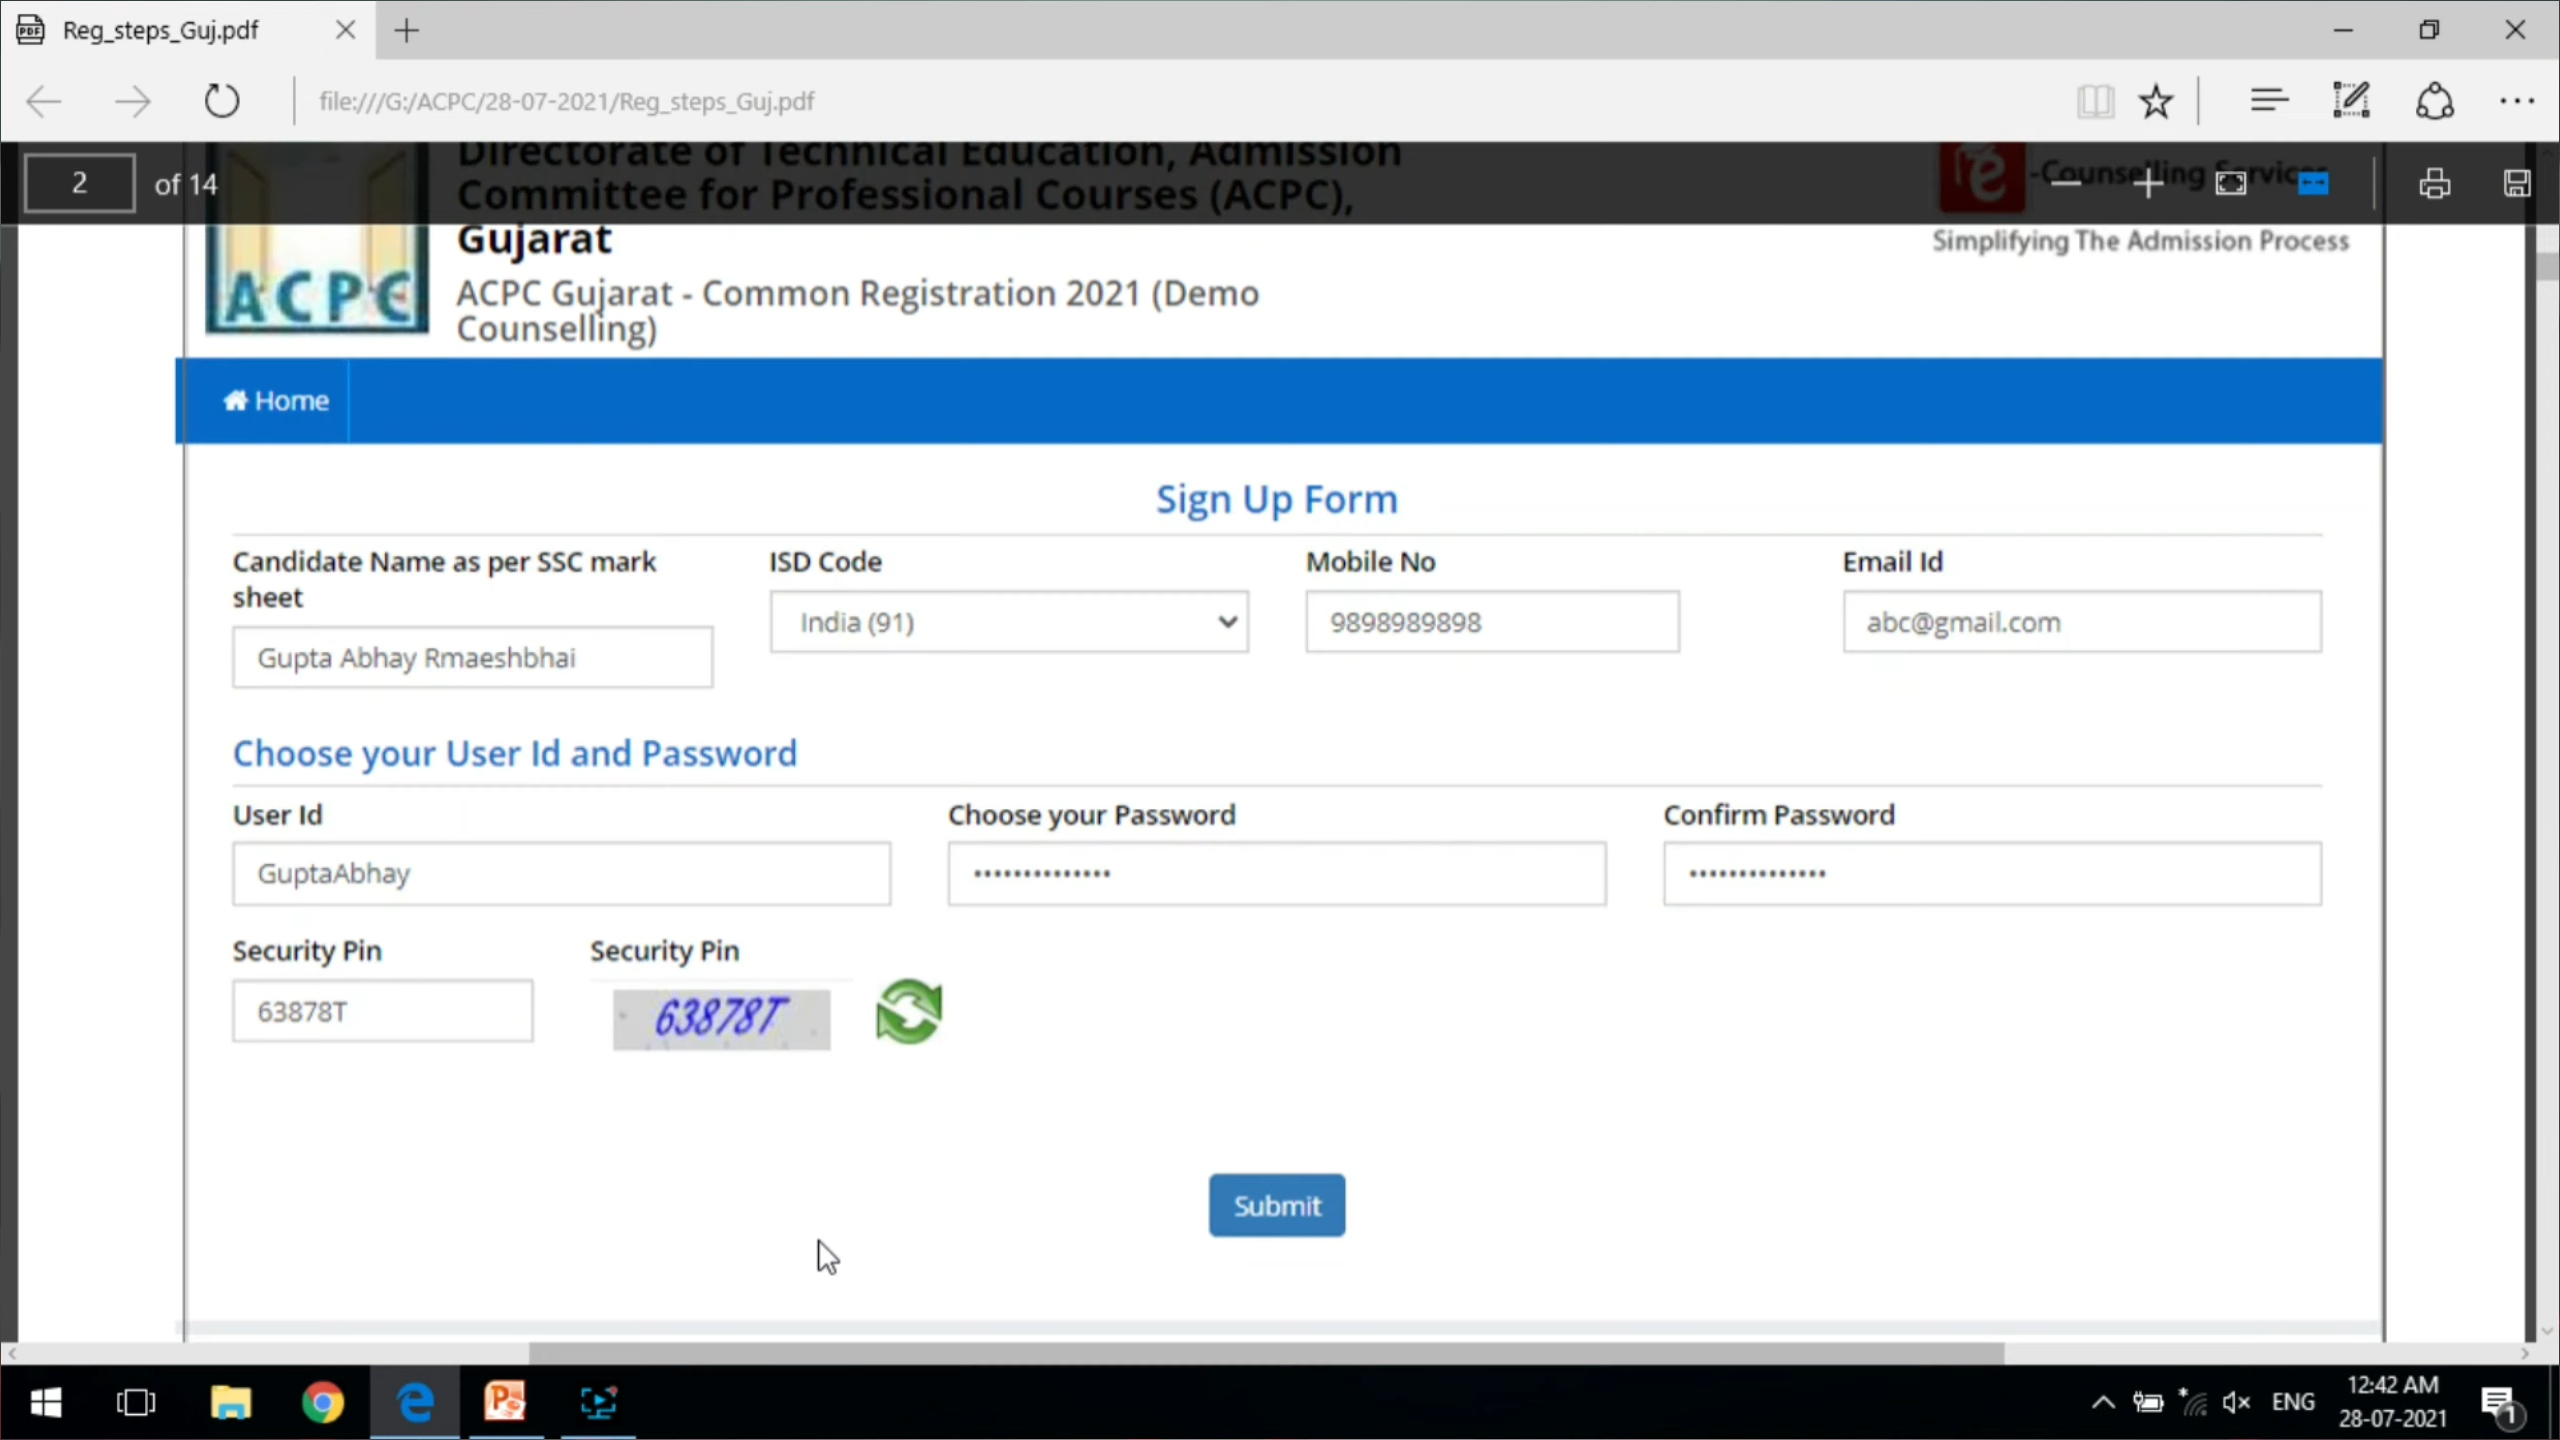 Reg_steps_Guj.pdf
file:///G:/ACPC/28-07-2021/Reg_steps_Guj.pdf
2 of 14
Directorate of Technical Education, Admission
Committee for Professional Courses (ACPC),
Gujarat
ACPC Gujarat - Common Registration 2021 (Demo
Counselling)
ACPC
-Counselling Services
Simplifying The Admission Process
Home
Sign Up Form
Candidate Name as per SSC mark
sheet
Gupta Abhay Rmaeshbhai
ISD Code
India (91)
Mobile No
9898989898
Email Id
abc@gmail.com
Choose your User Id and Password
User Id
GuptaAbhay
Choose your Password
••••••••••••••
Confirm Password
••••••••••••••
Security Pin
63878T
Security Pin
63878T
Submit
ENG
12:42 AM
28-07-2021
1